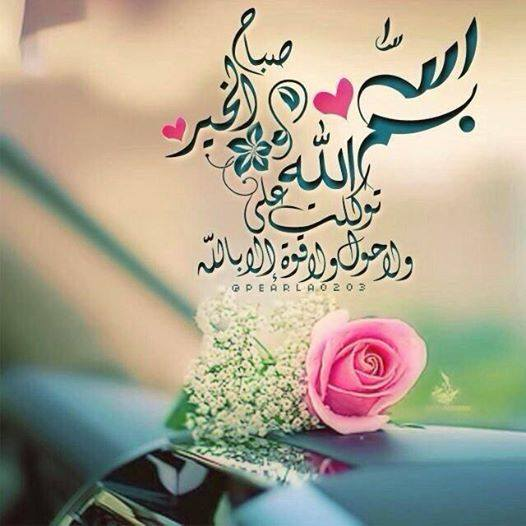 صباح
الخير
بسم الله
توكلت على الله
ولا حول ولا قوة إلا بالله
@PEARLA0203